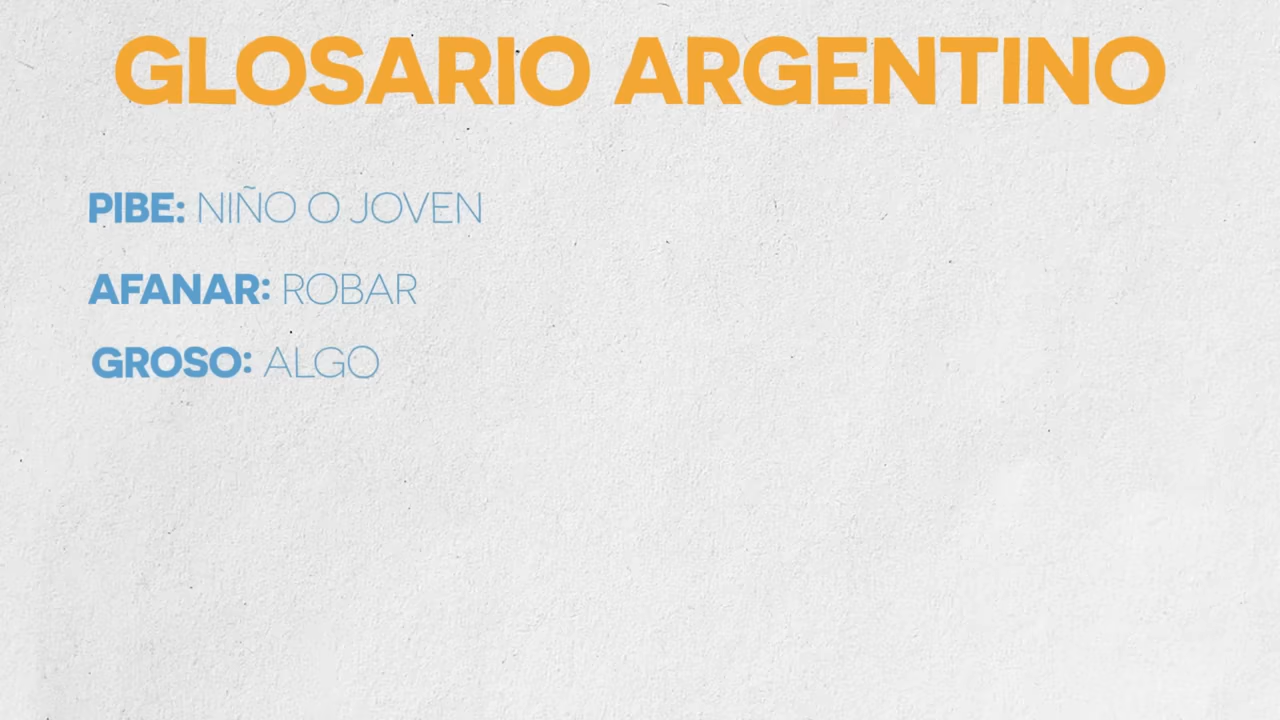 GLOSARIO ARGENTINO
PIBE: NIÑO O JOVEN
AFANAR: ROBAR
GROSO: ALGO